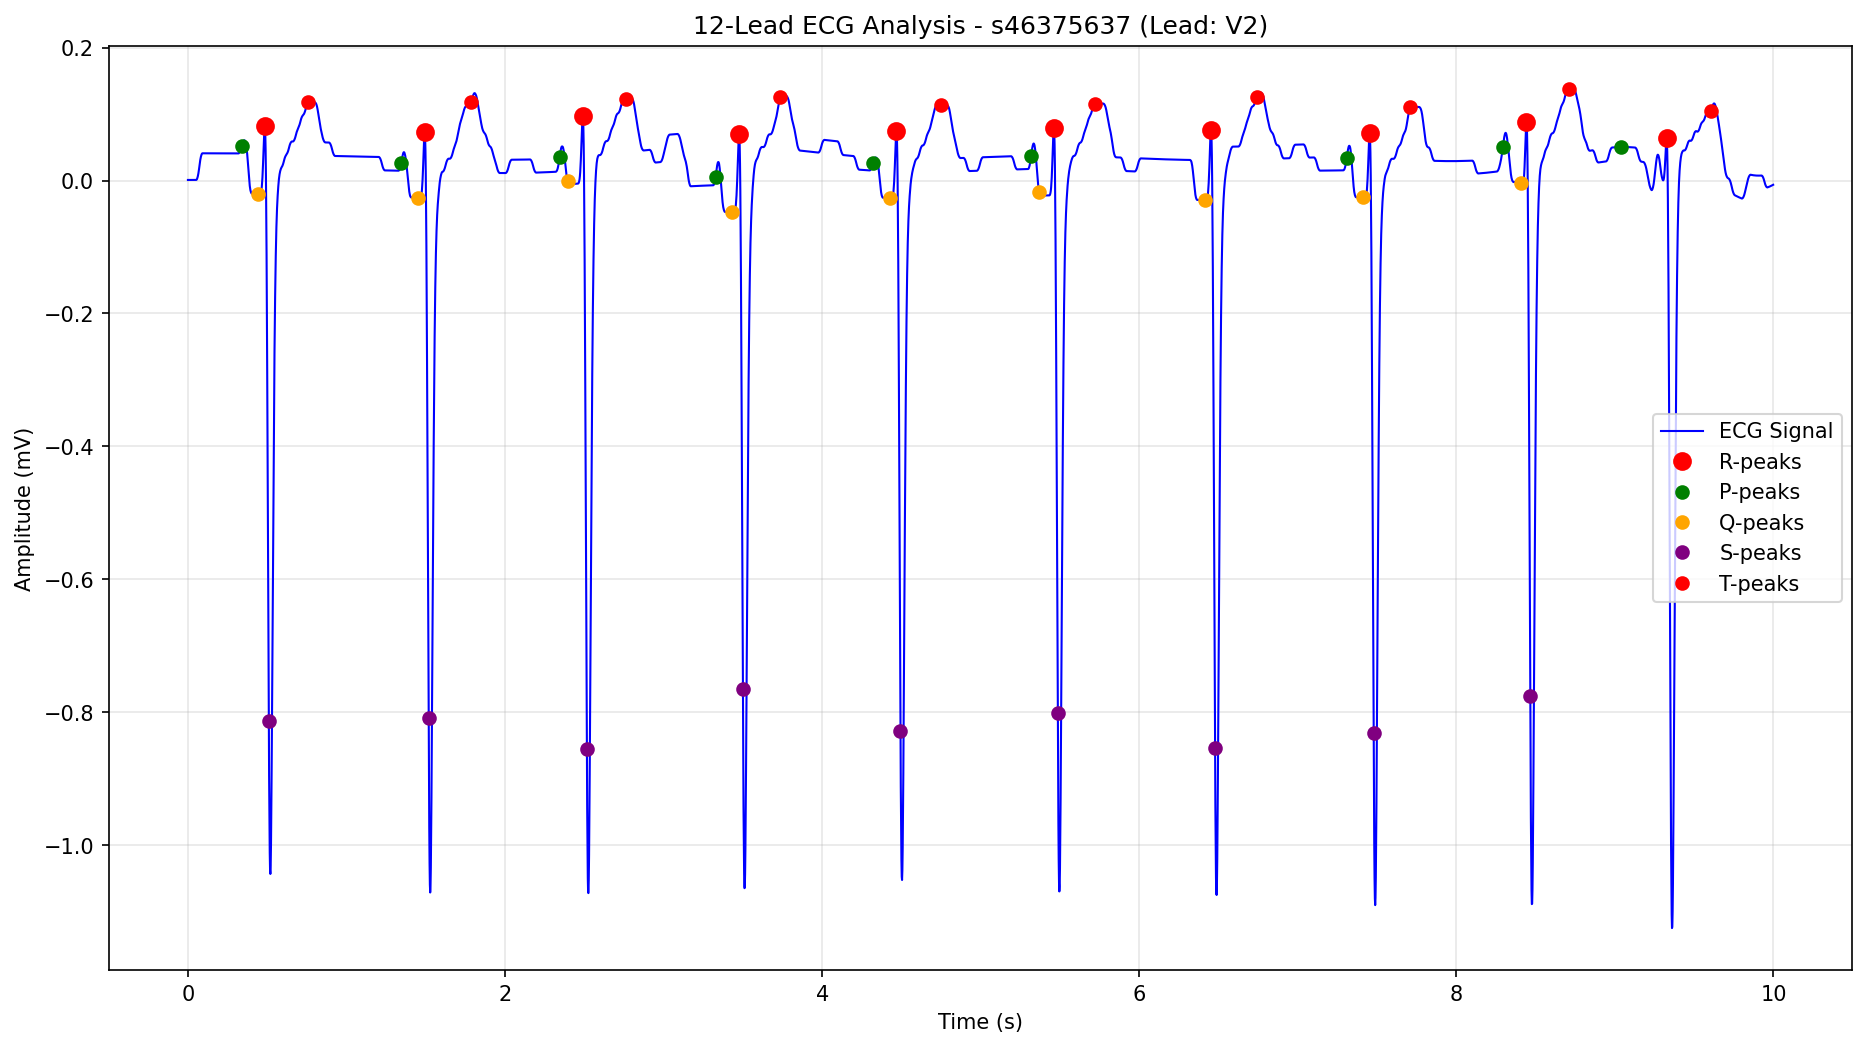 12-Lead ECG Analysis - s46375637 (Lead: V2)
0.2
0.0
−0.2
−0.4
−0.6
−0.8
−1.0
Amplitude (mV)
ECG Signal
R-peaks
P-peaks
Q-peaks
S-peaks
T-peaks
0 2 4 6 8 10
Time (s)